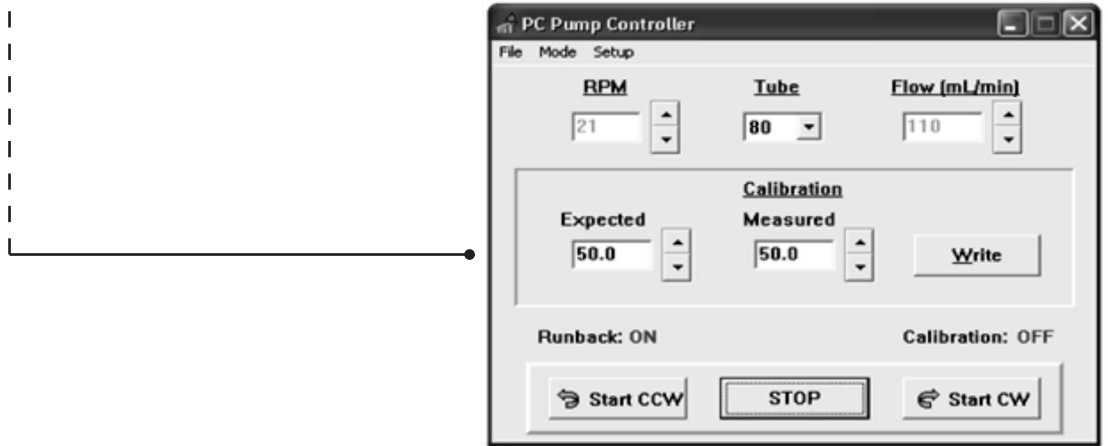 PC Pump Controller
File Mode Setup
RPM Tube Flow (mL/min)
21 80 110
Calibration
Expected Measured
50.0 50.0 Write
Runback: ON Calibration: OFF
Start CCW STOP Start CW